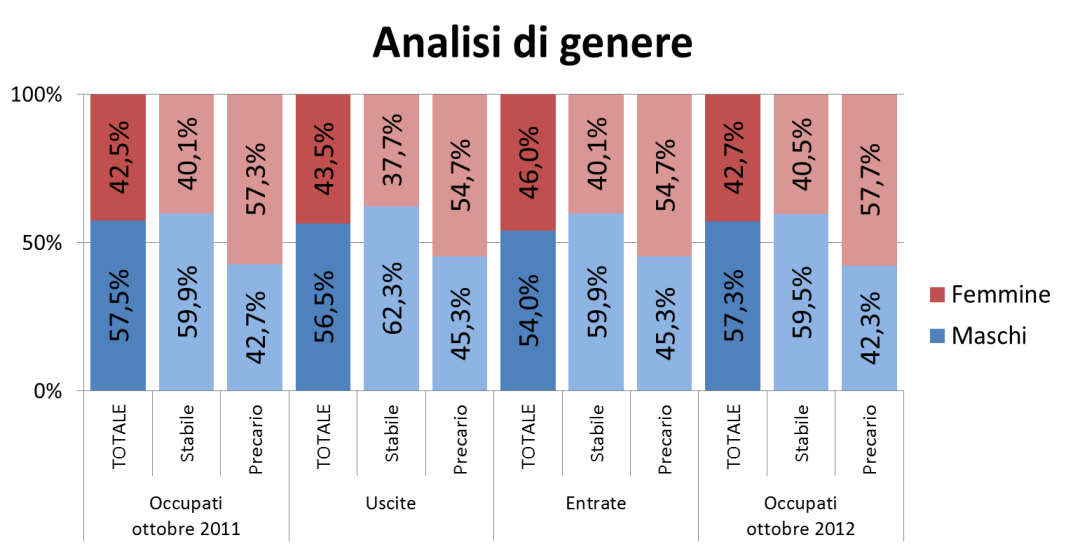 Analisi di genere
100%
50%
0%
42,5%
40,1%
57,3%
43,5%
37,7%
54,7%
46,0%
40,1%
54,7%
42,7%
40,5%
57,7%
57,5%
59,9%
42,7%
56,5%
62,3%
45,3%
54,0%
59,9%
45,3%
57,3%
59,5%
42,3%
Femmine
Maschi
TOTALE
Stabile
Precario
TOTALE
Stabile
Precario
TOTALE
Stabile
Precario
TOTALE
Stabile
Precario
Occupati
ottobre 2011
Uscite
Entrate
Occupati
ottobre 2012